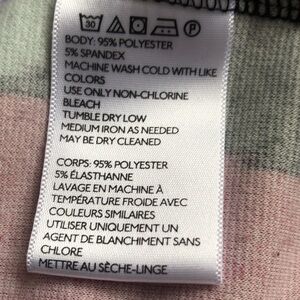 30 P
BODY: 95% POLYESTER
5% SPANDEX
MACHINE WASH COLD WITH LIKE
COLORS
USE ONLY NON-CHLORINE
BLEACH
TUMBLE DRY LOW
MEDIUM IRON AS NEEDED
MAY BE DRY CLEANED
CORPS: 95% POLYESTER
5% ÉLASTHANNE
LAVAGE EN MACHINE À
TEMPÉRATURE FROIDE AVEC
COULEURS SIMILAIRES
UTILISER UNIQUEMENT UN
AGENT DE BLANCHIMENT SANS
CHLORE
METTRE AU SÈCHE-LINGE